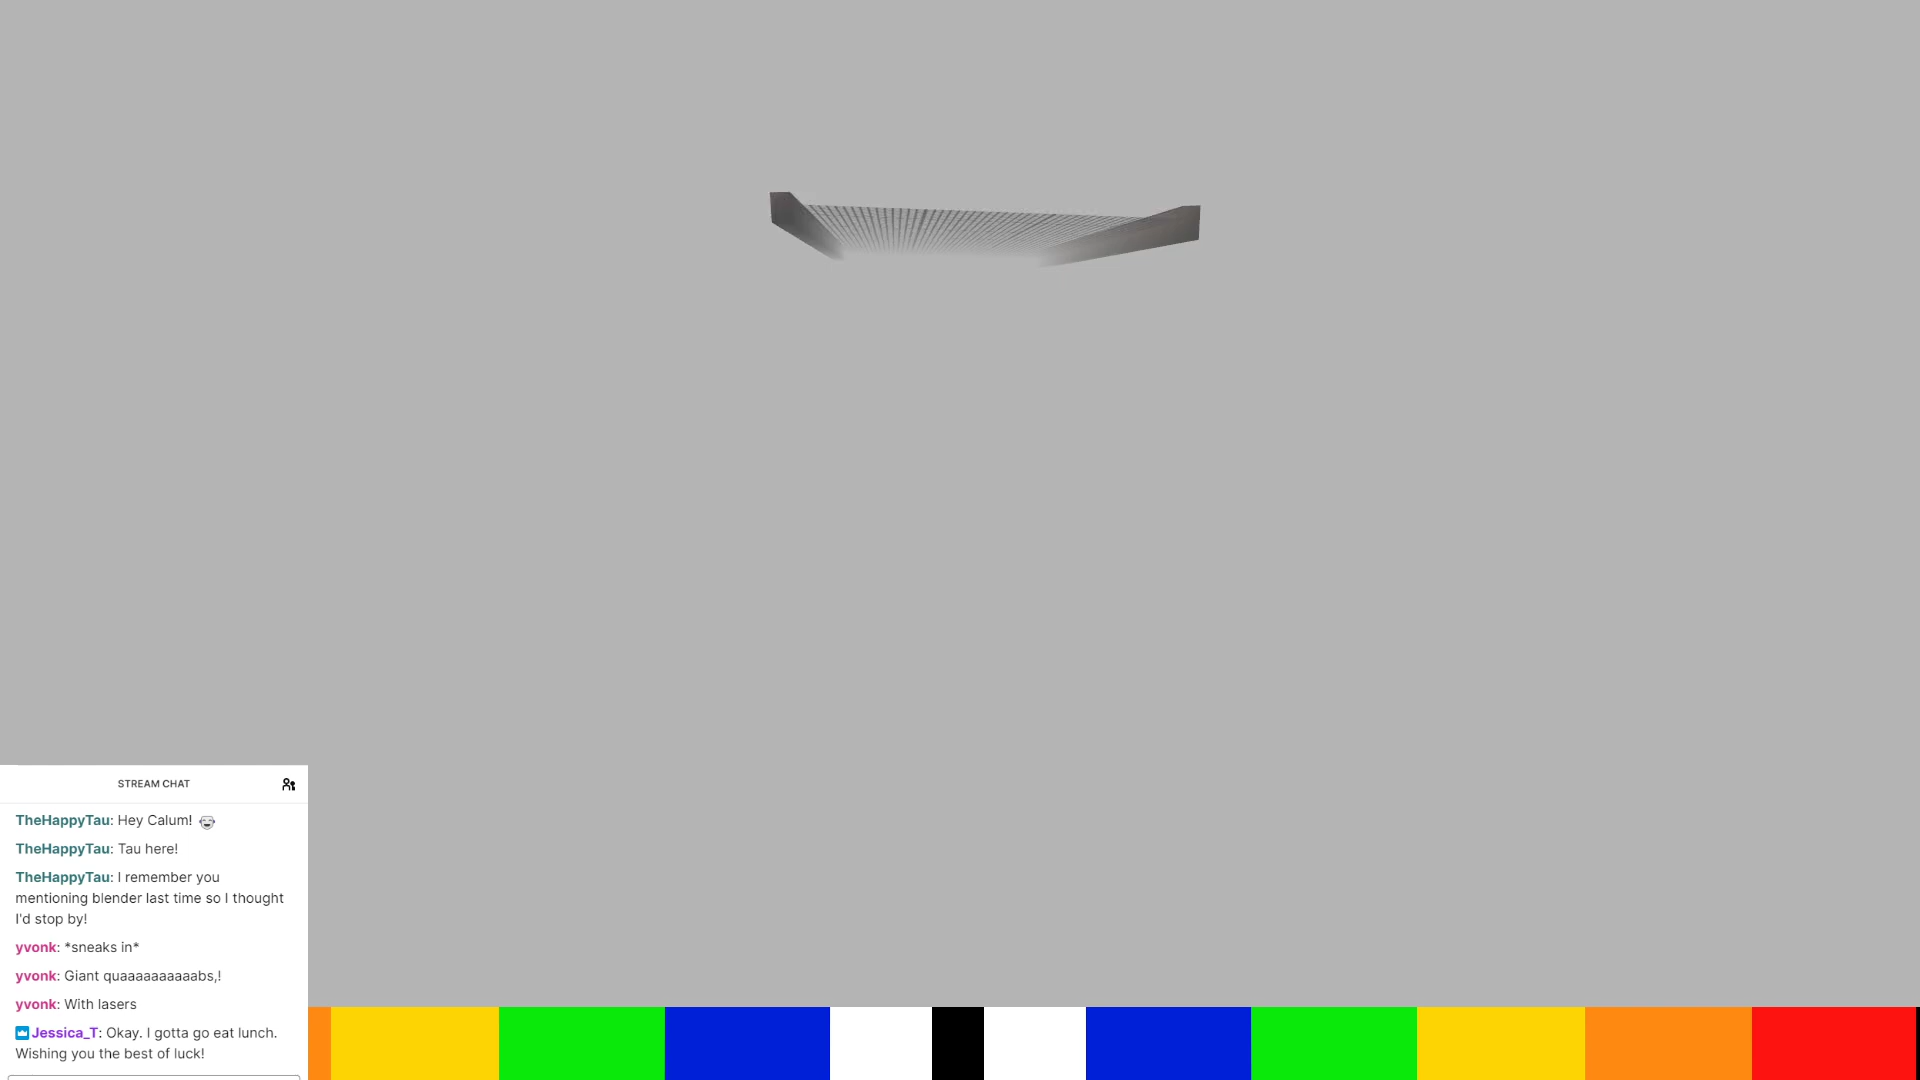 STREAM CHAT
TheHappyTau: Hey Calum!
TheHappyTau: Tau here!
TheHappyTau: I remember you
mentioning blender last time so I thought
I'd stop by!
yvonk: *sneaks in*
yvonk: Giant quaaaaaaaaaabs,!
yvonk: With lasers
Jessica_T: Okay. I gotta go eat lunch.
Wishing you the best of luck!